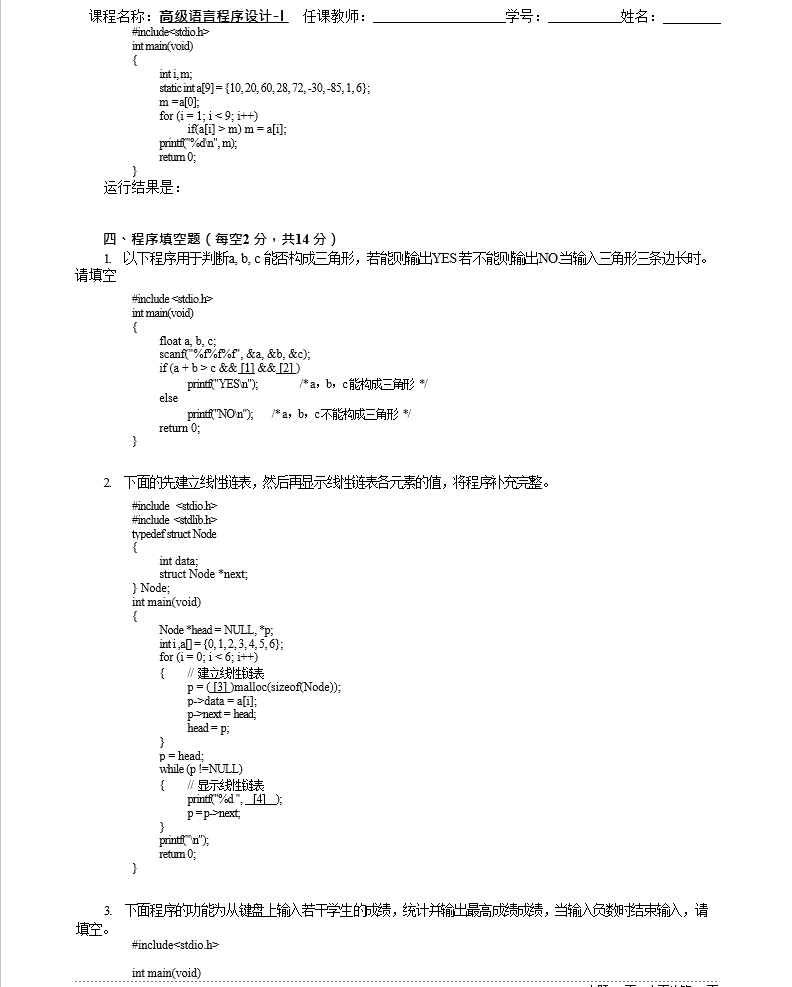 课程名称：高级语言程序设计-I 任课教师：__________________学号：__________姓名：________
#include<stdio.h>
int main(void)
{
int i, m;
static int a[9] = {10, 20, 60, 28, 72, -30, -85, 1, 6};
m =a[0];
for (i = 1; i < 9; i++)
if(a[i] > m) m = a[i];
printf("%d\n", m);
return 0;
}
运行结果是：
四、程序填空题（每空2 分，共14 分）
1. 以下程序用于判断a, b, c 能否构成三角形，若能则输出YES若不能则输出NO.当输入三角形三条边长时。
请填空
#include <stdio.h>
int main(void)
{
float a, b, c;
scanf("%f%f%f", &a, &b, &c);
if (a + b > c && [1] && [2] )
printf("YES\n"); /* a，b，c能构成三角形 */
else
printf("NO\n"); /* a，b，c不能构成三角形 */
return 0;
}
2. 下面的先建立线性链表，然后再显示线性链表各元素的值，将程序补充完整。
#include <stdio.h>
#include <stdlib.h>
typedef struct Node
{
int data;
struct Node *next;
} Node;
int main(void)
{
Node *head = NULL, *p;
int i ,a[] = {0, 1, 2, 3, 4, 5, 6};
for (i = 0; i < 6; i++)
{ // 建立线性链表
p = ( [3] )malloc(sizeof(Node));
p->data = a[i];
p->next = head;
head = p;
}
p = head;
while (p !=NULL)
{ // 显示线性链表
printf("%d ", [4] );
p = p->next;
}
printf("\n");
return 0;
}
3. 下面程序的功能为从键盘上输入若干学生的成绩，统计并输出最高成绩成绩，当输入负数时结束输入，请
填空。
#include<stdio.h>
int main(void)